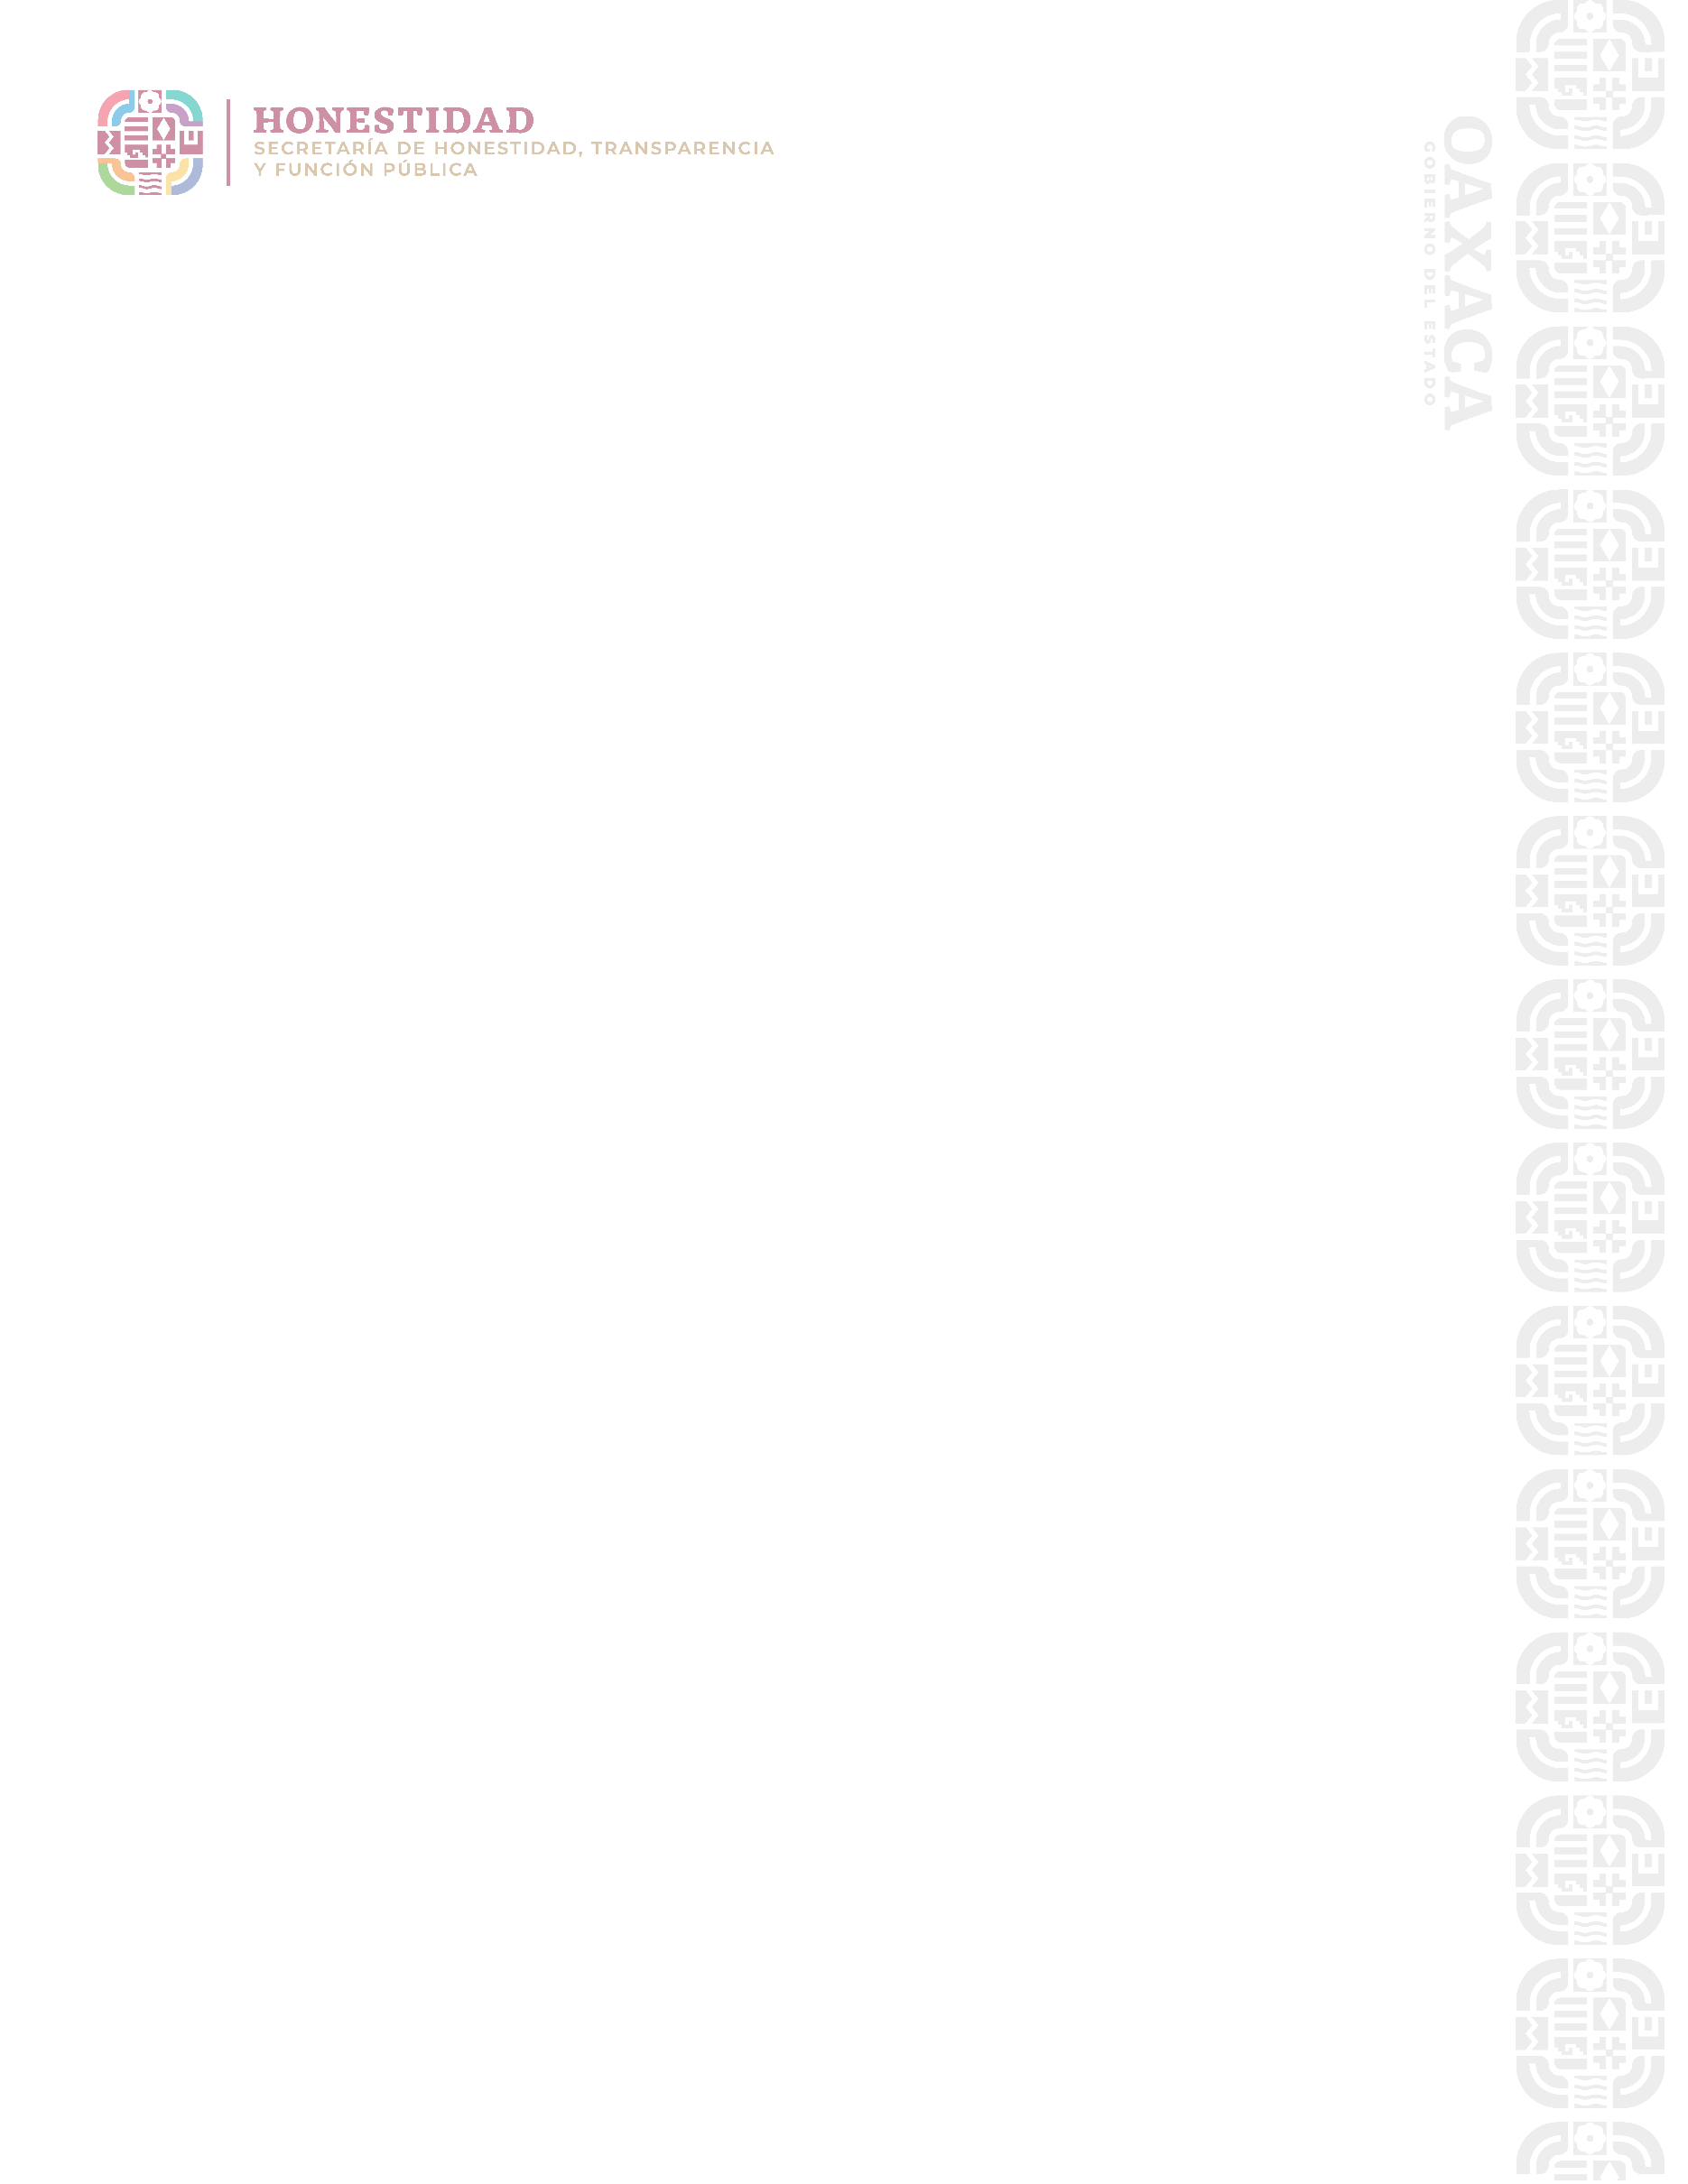 HONESTIDAD
SECRETARÍA DE HONESTIDAD, TRANSPARENCIA
Y FUNCIÓN PÚBLICA
OAXACA
GOBIERNO DEL ESTADO